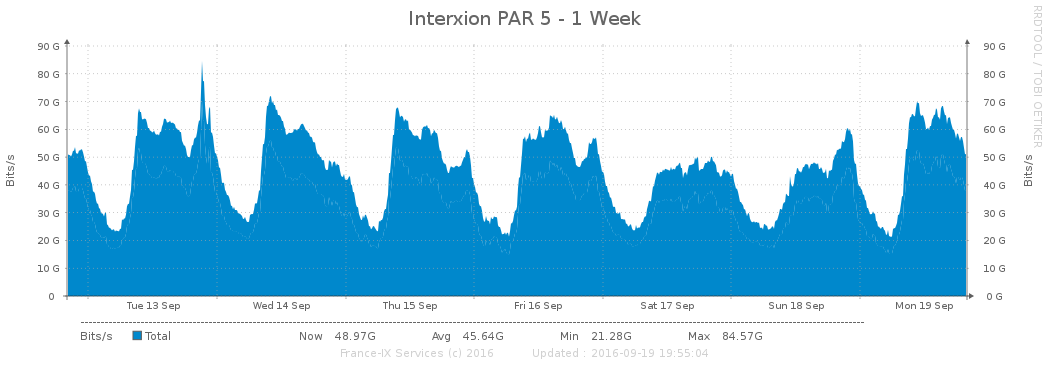 Interxion PAR 5 - 1 Week
RRDTOOL / TOBI OETIKER
Bits/s
90 G 90 G
80 G 80 G
70 G 70 G
60 G 60 G
50 G 50 G
40 G 40 G
30 G 30 G
20 G 20 G
10 G 10 G
0 0 G
Bits/s
Tue 13 Sep Wed 14 Sep Thu 15 Sep Fri 16 Sep Sat 17 Sep Sun 18 Sep Mon 19 Sep
Bits/s Total Now 48.97G Avg 45.64G Min 21.28G Max 84.57G
France-IX Services (c) 2016 Updated : 2016-09-19 19:55:04